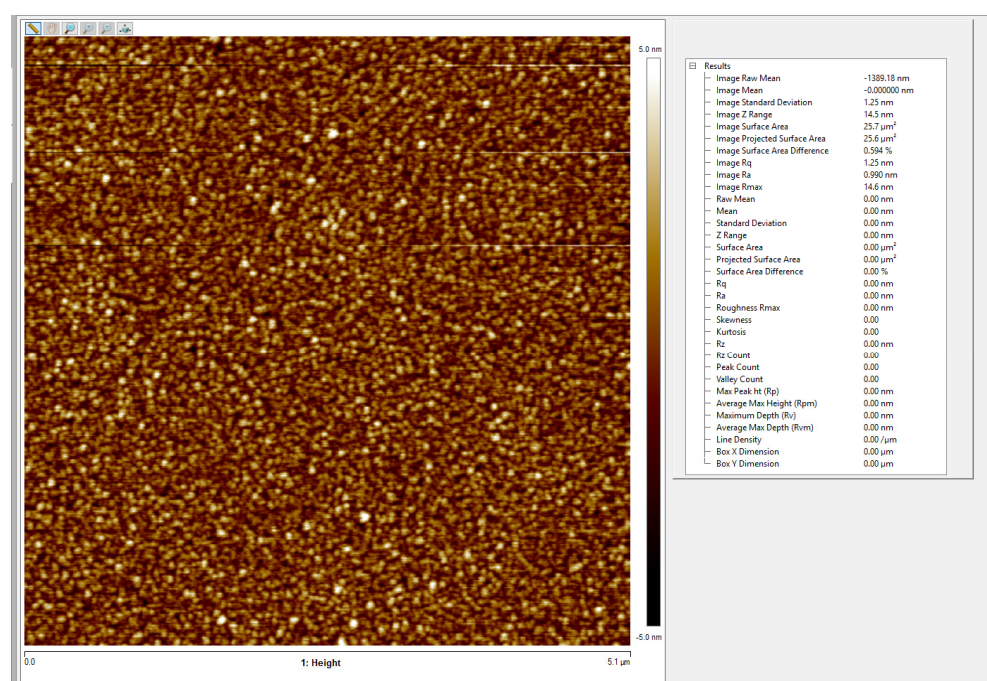 5.0 nm
-5.0 nm
0.0
1: Height
5.1 µm
Results
Image Raw Mean -1389.18 nm
Image Mean -0.000000 nm
Image Standard Deviation 1.25 nm
Image Z Range 14.5 nm
Image Surface Area 25.7 µm²
Image Projected Surface Area 25.6 µm²
Image Surface Area Difference 0.594 %
Image Rq 1.25 nm
Image Ra 0.990 nm
Image Rmax 14.6 nm
Raw Mean 0.00 nm
Mean 0.00 nm
Standard Deviation 0.00 nm
Z Range 0.00 nm
Surface Area 0.00 µm²
Projected Surface Area 0.00 µm²
Surface Area Difference 0.00 %
Rq 0.00 nm
Ra 0.00 nm
Roughness Rmax 0.00 nm
Skewness 0.00
Kurtosis 0.00
Rz 0.00 nm
Rz Count 0.00
Peak Count 0.00
Valley Count 0.00
Max Peak ht (Rp) 0.00 nm
Average Max Height (Rpm) 0.00 nm
Maximum Depth (Rv) 0.00 nm
Average Max Depth (Rvm) 0.00 nm
Line Density 0.00 /µm
Box X Dimension 0.00 µm
Box Y Dimension 0.00 µm